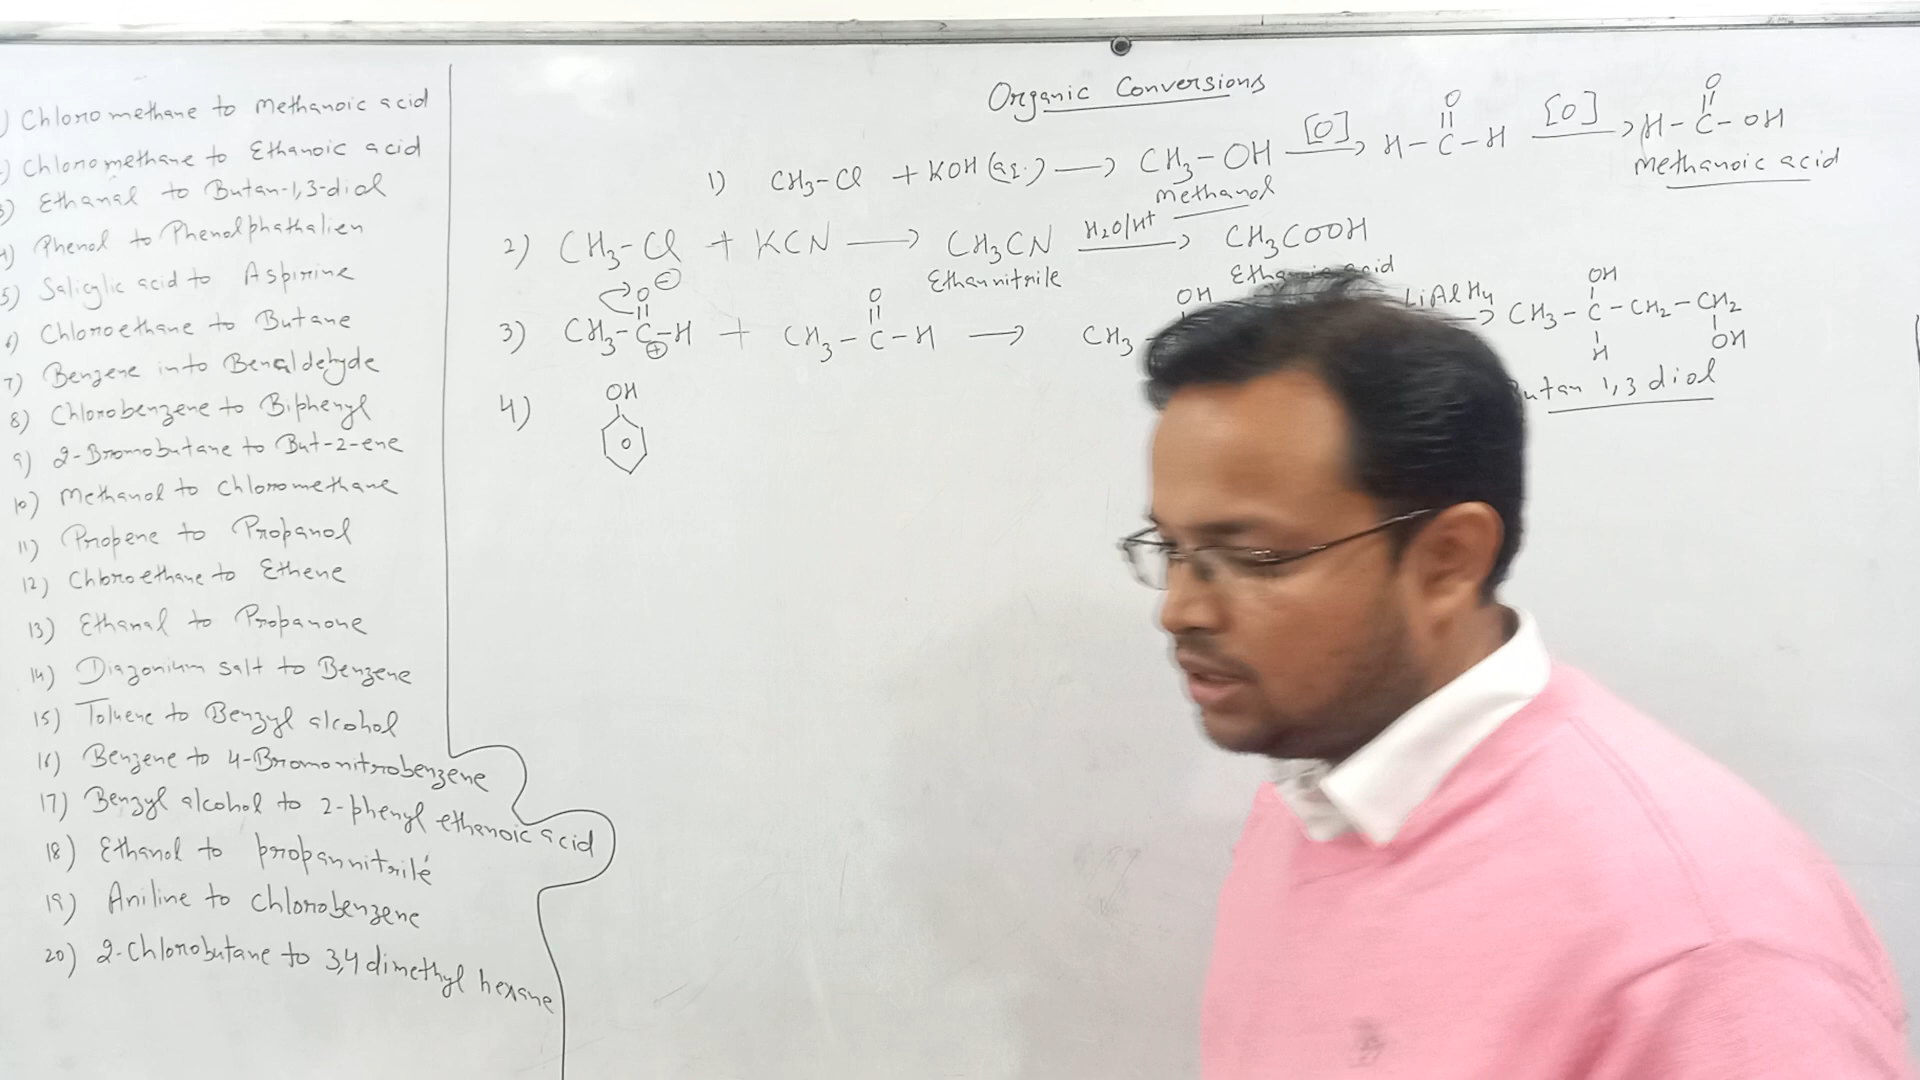 ) Chloromethane to Methanoic acid
) Chloromethane to Ethanoic acid
3) Ethanal to Butan-1,3-diol
4) Phenol to Phenolphathalien
5) Salicylic acid to Aspirine
6) Chloroethane to Butane
7) Benzene into Benzaldehyde
8) Chlorobenzene to Biphenyl
9) 2-Bromobutane to But-2-ene
10) Methanol to Chloromethane
11) Propene to Propanol
12) Chloroethane to Ethene
13) Ethanal to Propanone
14) Diazonium salt to Benzene
15) Toluene to Benzyl alcohol
16) Benzene to 4-Bromonitrobenzene
17) Benzyl alcohol to 2-phenyl ethanoic acid
18) Ethanol to propannitrile
19) Aniline to chlorobenzene
20) 2-Chlorobutane to 3,4 dimethyl hexane
Organic Conversions
O O
1) CH3-Cl + KOH (aq.) → CH3-OH [O] → H-C-H [O] → H-C-OH
Methanol Methanoic acid
2) CH3-Cl + KCN → CH3CN H2O/H+ → CH3COOH
Ethannitrile
O⊖ O OH OH
3) CH3-C-H + CH3-C-H → CH3 LiAlH4 → CH3-C-CH2-CH2
⊕ H OH
utan 1,3 diol
4) OH